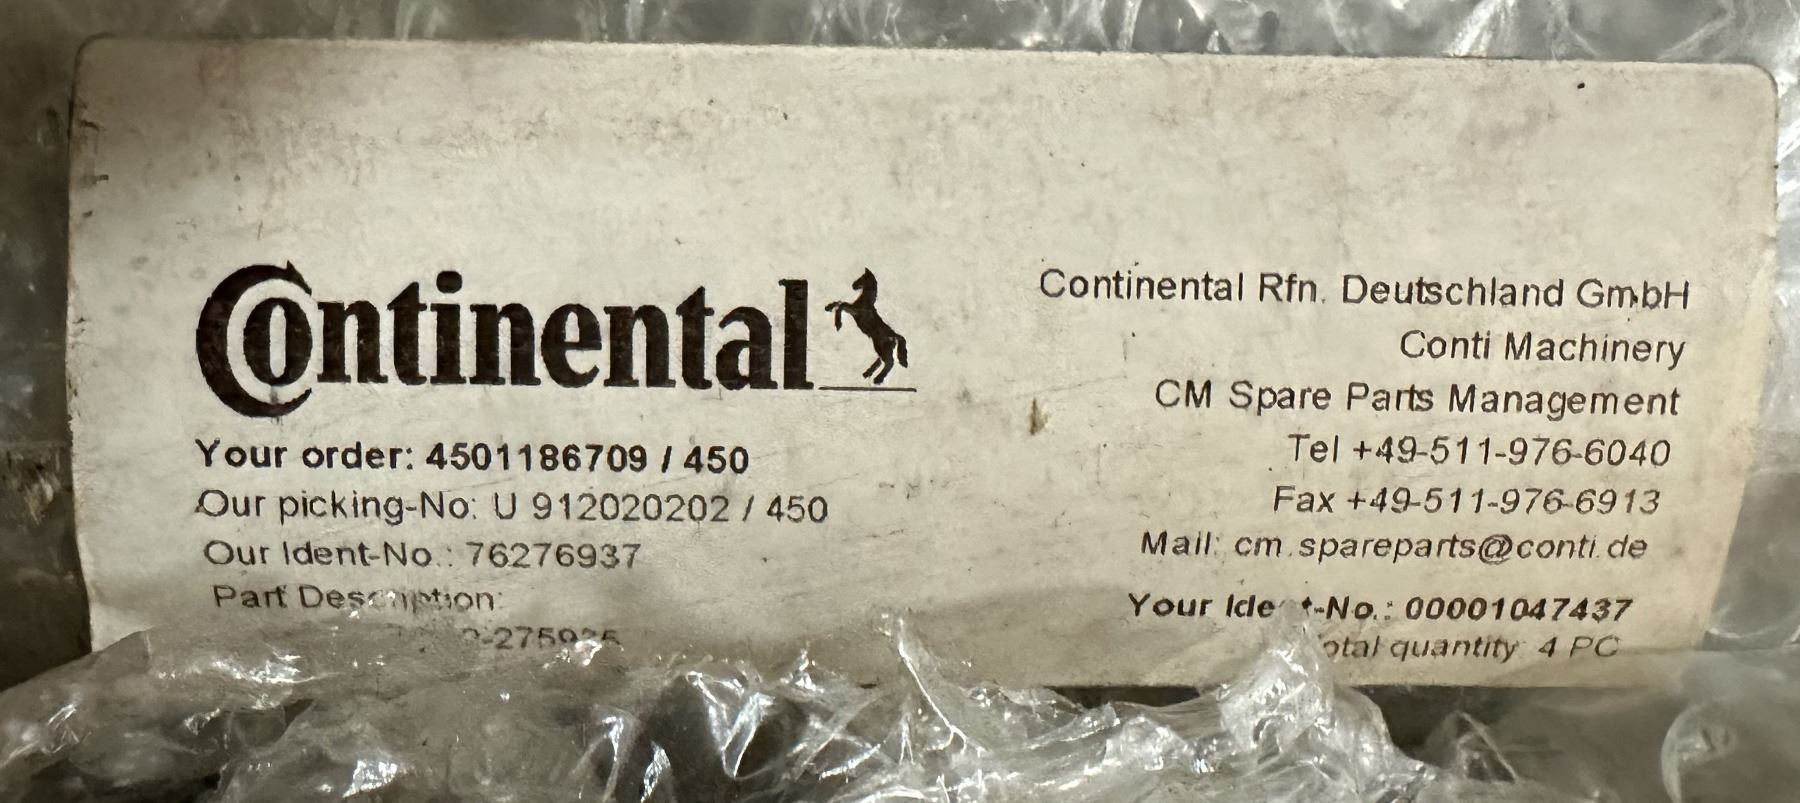 Continental
Your order: 4501186709 / 450
Our picking-No: U 912020202 / 450
Our Ident-No.: 76276937
Part Description:
Continental Rfn. Deutschland GmbH
Conti Machinery
CM Spare Parts Management
Tel +49-511-976-6040
Fax +49-511-976-6913
Mail: cm.spareparts@conti.de
Your Ident-No.: 00001047437
otal quantity: 4 PC